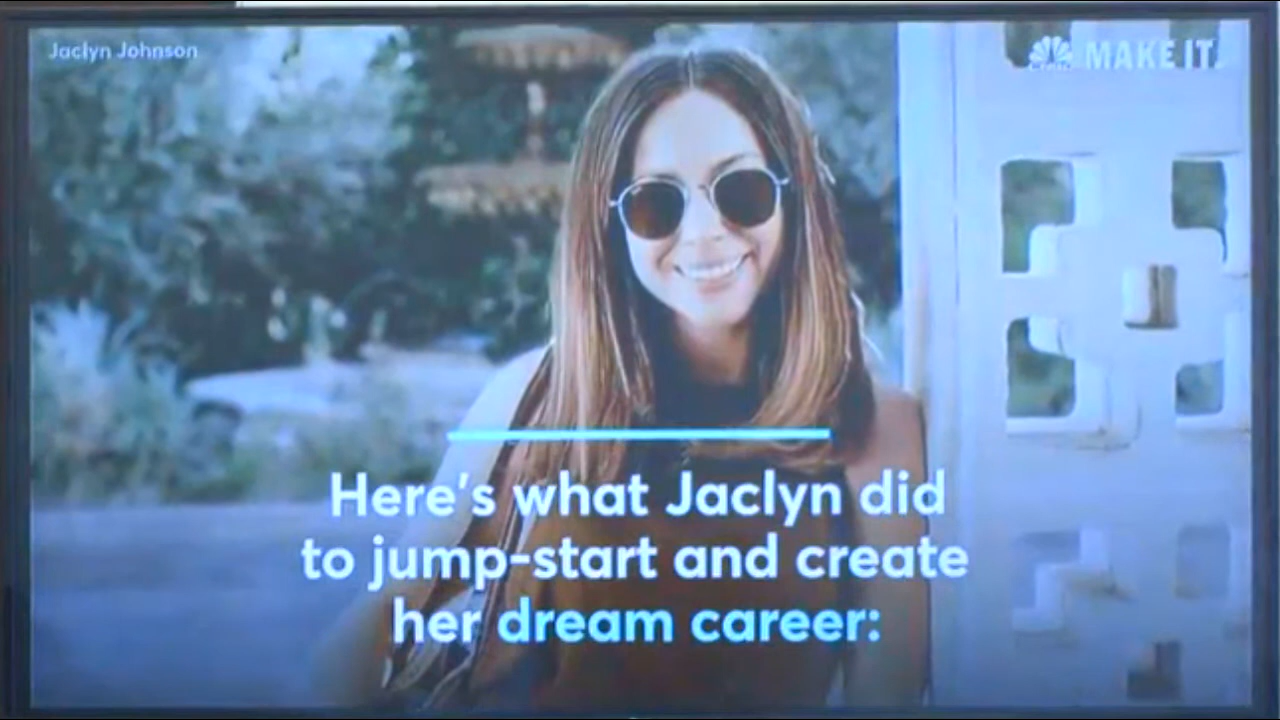 Jaclyn Johnson
MAKE IT
Here's what Jaclyn did
to jump-start and create
her dream career: